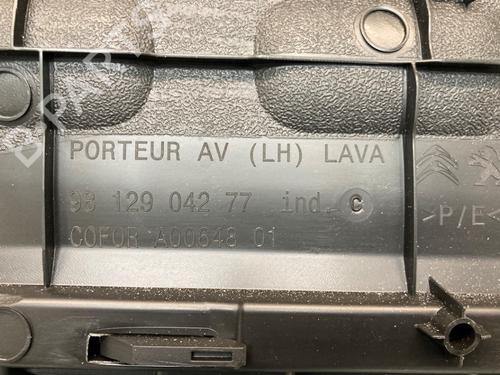 PORTEUR AV (LH) LAVA
98 129 042 77 ind. C
COFOR A00648 01
>P/E